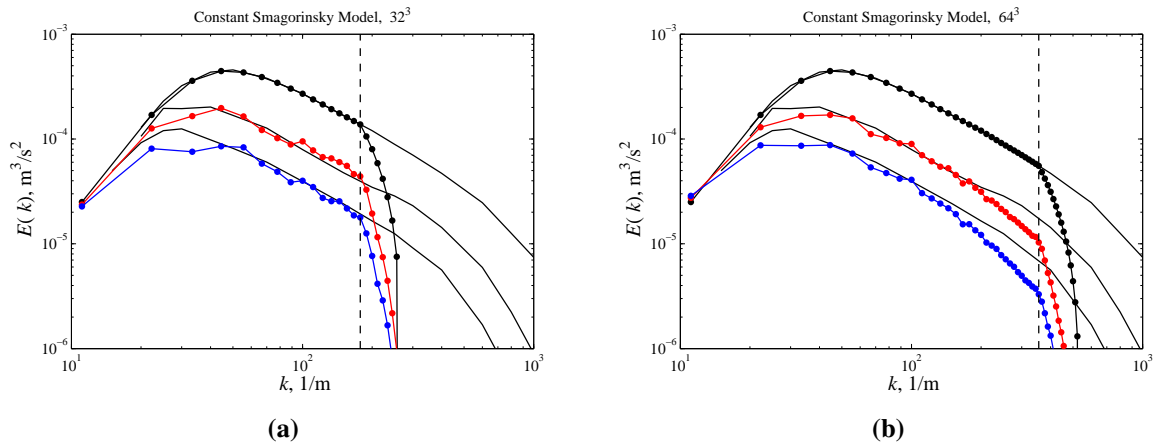 Constant Smagorinsky Model, 32³
10⁻³
10⁻⁴
10⁻⁵
10⁻⁶
E( k), m³/s²
10¹
10²
10³
k, 1/m
(a)
Constant Smagorinsky Model, 64³
10⁻³
10⁻⁴
10⁻⁵
10⁻⁶
E( k), m³/s²
10¹
10²
10³
k, 1/m
(b)